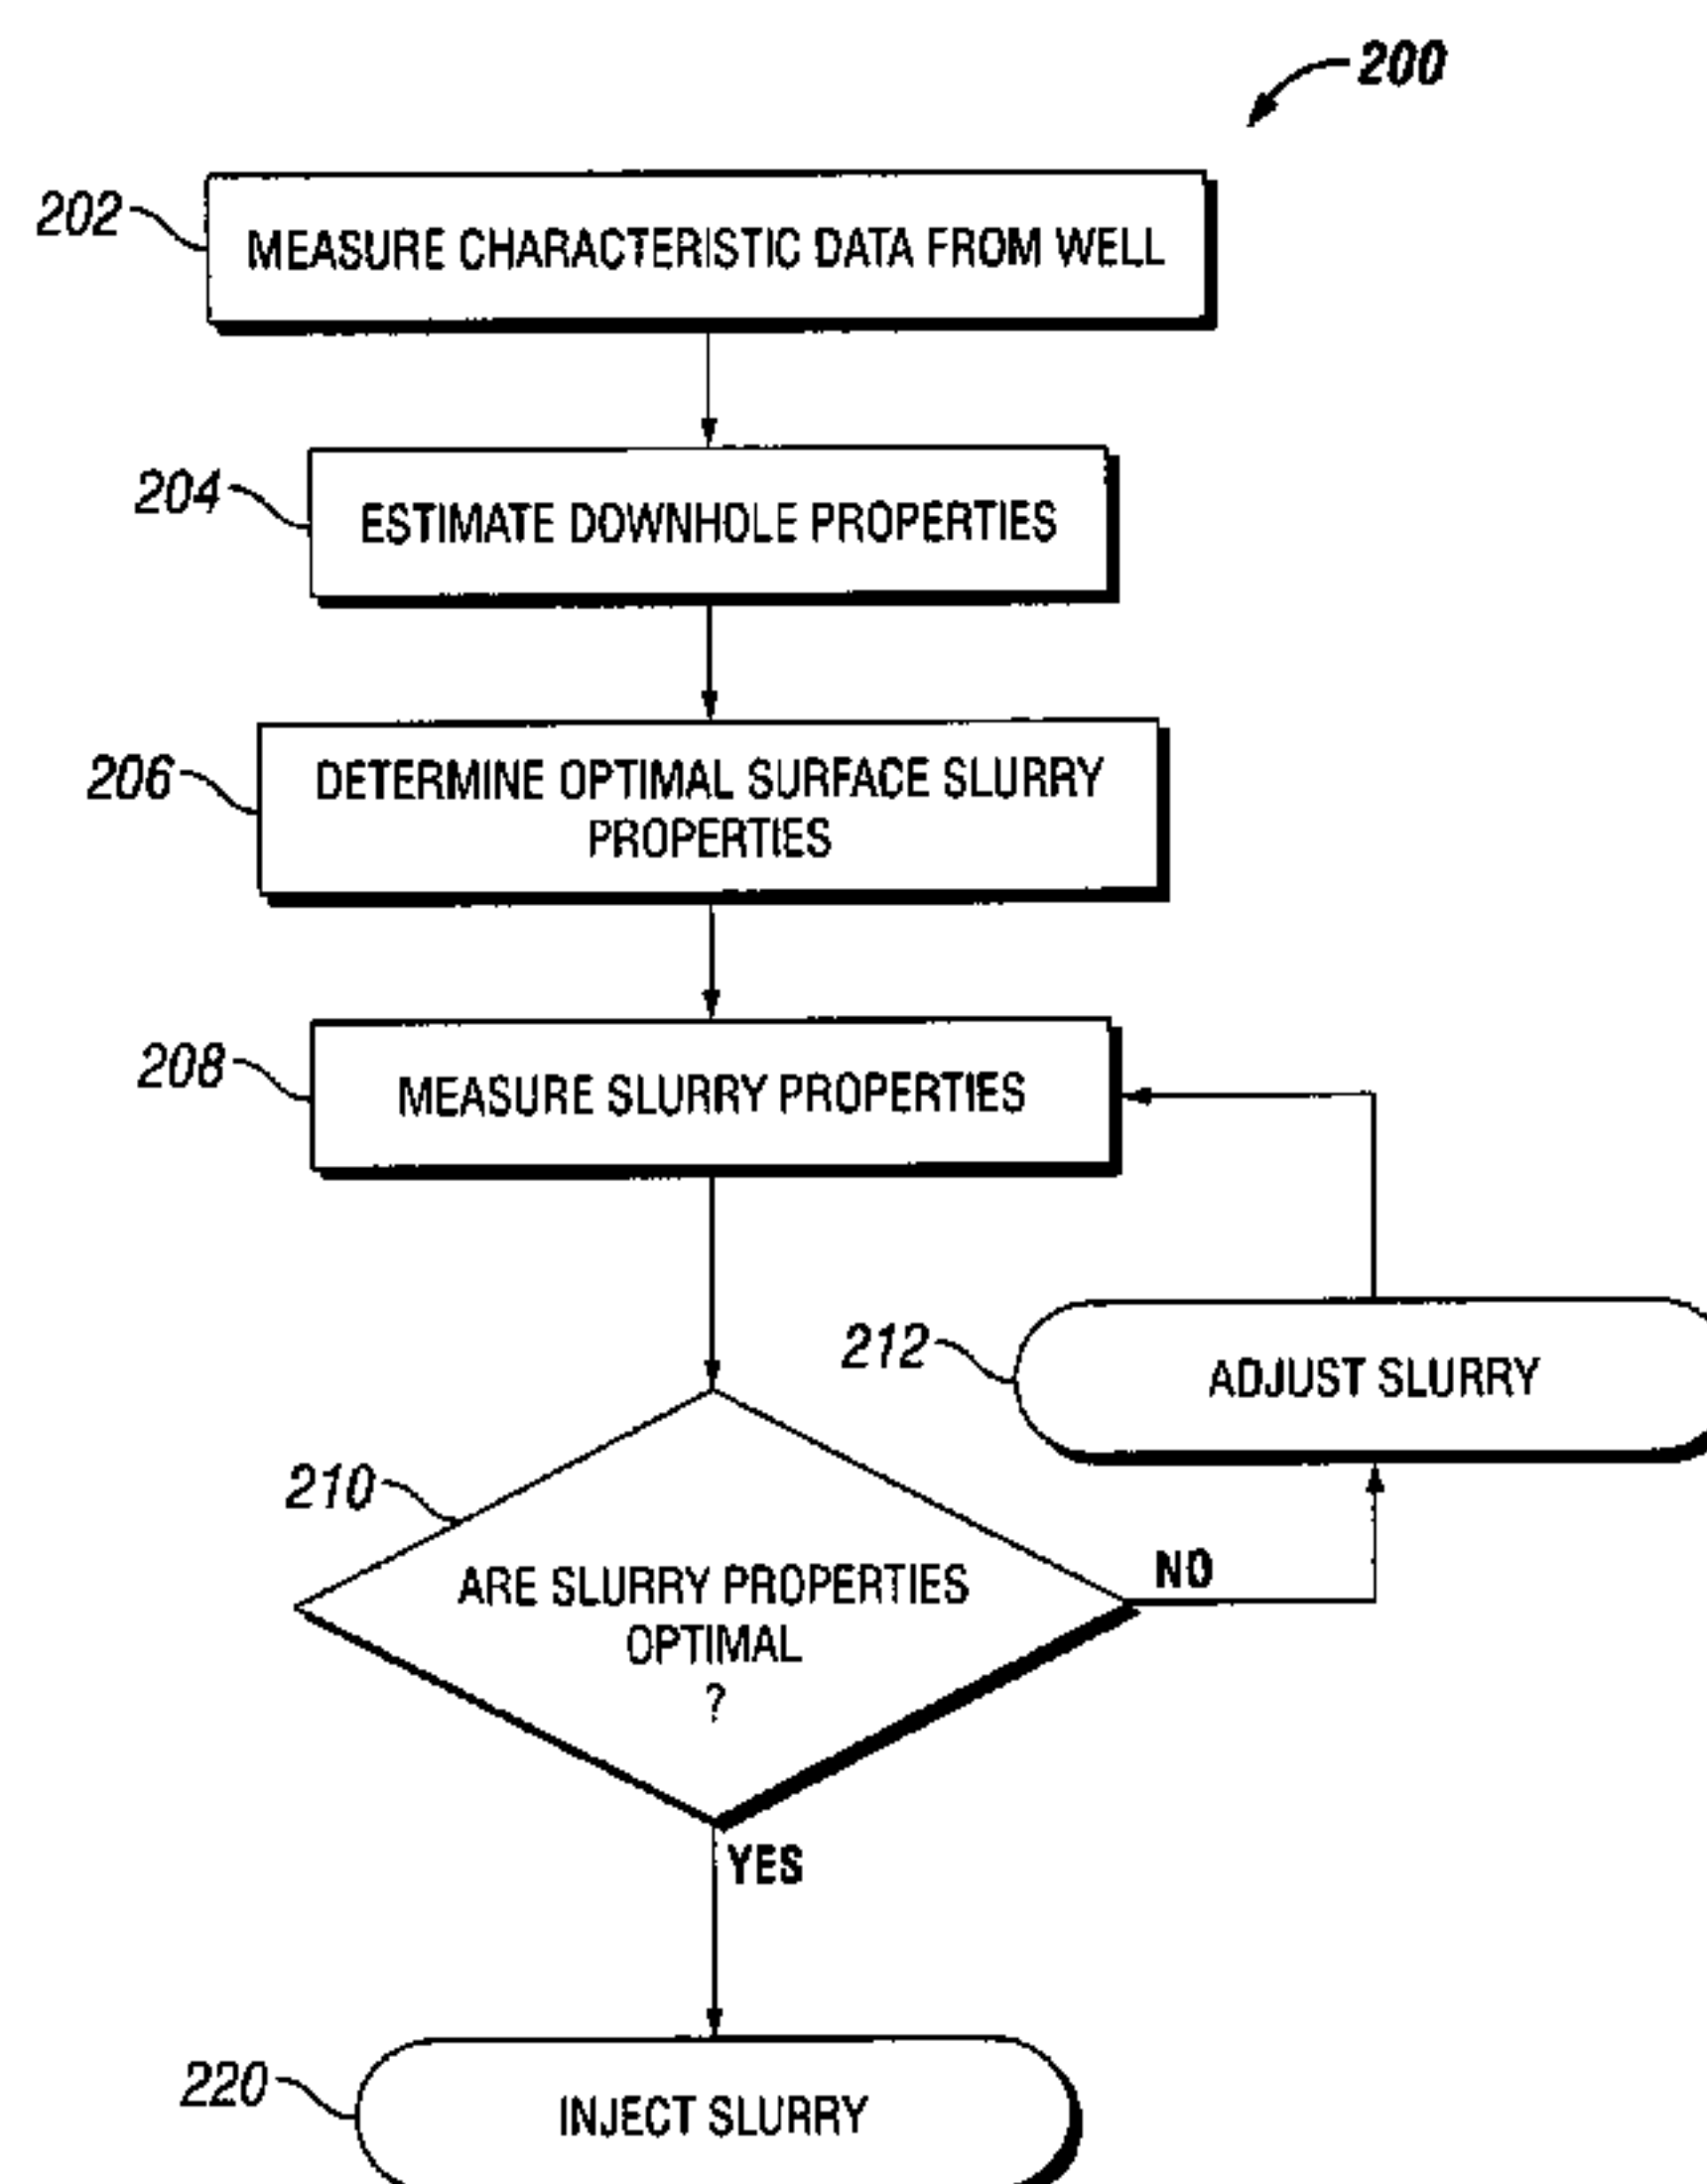 200
202
MEASURE CHARACTERISTIC DATA FROM WELL
204
ESTIMATE DOWNHOLE PROPERTIES
206
DETERMINE OPTIMAL SURFACE SLURRY
PROPERTIES
208
MEASURE SLURRY PROPERTIES
212
ADJUST SLURRY
210
ARE SLURRY PROPERTIES
OPTIMAL
?
NO
YES
220
INJECT SLURRY